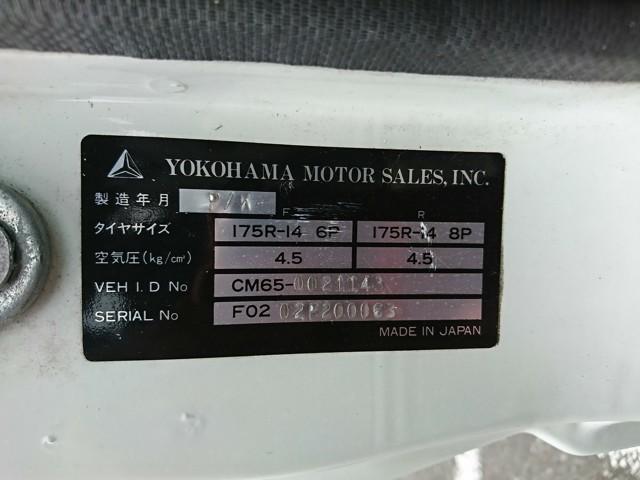 YOKOHAMA MOTOR SALES, INC.
製造年月 P/K
F R
タイヤサイズ 175R-14 6P 175R-14 8P
空気圧(kg/cm²) 4.5 4.5
VEH I.D No CM65-0021143
SERIAL No F02
MADE IN JAPAN